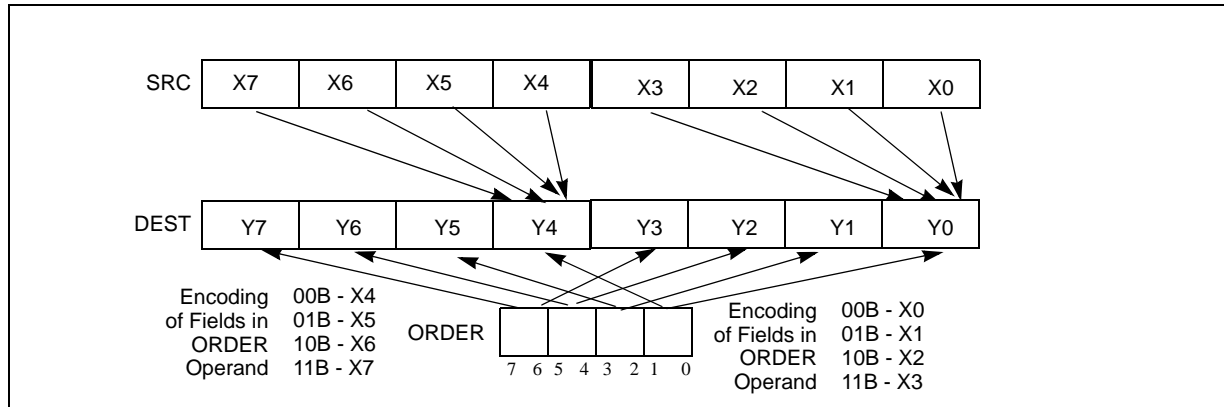 SRC X7 X6 X5 X4 X3 X2 X1 X0
DEST Y7 Y6 Y5 Y4 Y3 Y2 Y1 Y0
Encoding 00B - X4
of Fields in 01B - X5
ORDER 10B - X6
Operand 11B - X7
ORDER
7 6 5 4 3 2 1 0
Encoding 00B - X0
of Fields in 01B - X1
ORDER 10B - X2
Operand 11B - X3